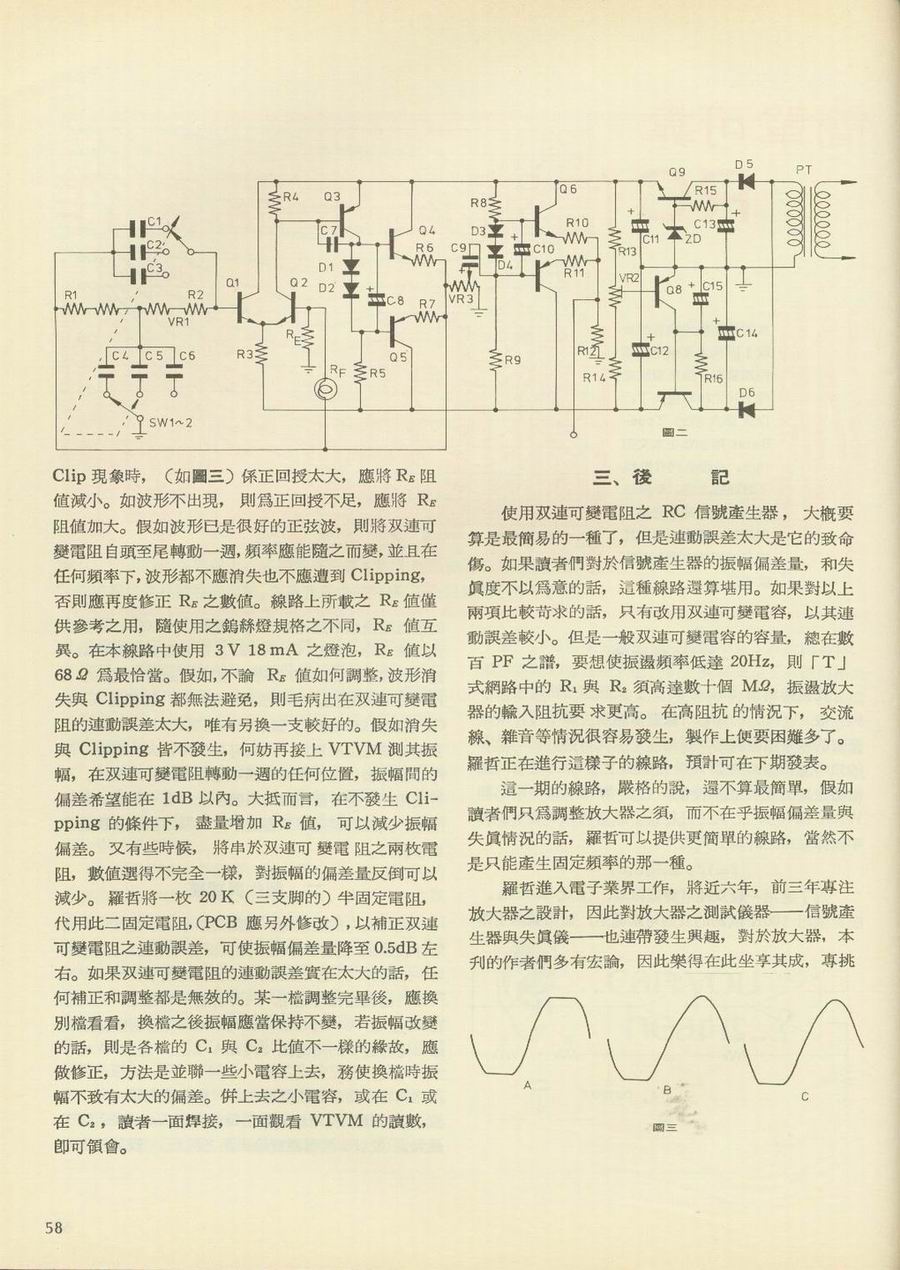 C1
C2
C3
R1
R2
VR1
C4
C5
C6
SW1~2
Q1
Q2
R3
R4
Q3
C7
D1
D2
RE
RF
C8
R5
Q4
R6
R7
Q5
C9
VR3
R8
D3
D4
C10
R9
Q6
R10
R11
R12
R13
VR2
R14
C11
C12
Q9
R15
ZD
C13
Q8
C15
R16
C14
D5
D6
PT
圖二
Clip 現象時，（如圖三）係正回授太大，應將 RE 阻
值減小。如波形不出現，則爲正回授不足，應將 RE
阻值加大。假如波形已是很好的正弦波，則將双連可
變電阻自頭至尾轉動一週，頻率應能隨之而變，並且在
任何頻率下，波形都不應消失也不應遭到 Clipping，
否則應再度修正 RE 之數值。線路上所載之 RE 值僅
供參考之用，隨使用之鎢絲燈規格之不同，RE 值互
異。在本線路中使用 3V 18mA 之燈泡，RE 值以
68Ω 爲最恰當。假如，不論 RE 值如何調整，波形消
失與 Clipping 都無法避免，則毛病出在双連可變電
阻的連動誤差太大，唯有另換一支較好的。假如消失
與 Clipping 皆不發生，何妨再接上 VTVM 測其振
幅，在双連可變電阻轉動一週的任何位置，振幅間的
偏差希望能在 1dB 以內。大抵而言，在不發生 Cli-
pping 的條件下，盡量增加 RE 值，可以減少振幅
偏差。又有些時候，將串於双連可變電阻之兩枚電
阻，數值選得不完全一樣，對振幅的偏差量反倒可以
減少。羅哲將一枚 20K（三支脚的）半固定電阻，
代用此二固定電阻，（PCB 應另外修改），以補正双連
可變電阻之連動誤差，可使振幅偏差量降至 0.5dB 左
右。如果双連可變電阻的連動誤差實在太大的話，任
何補正和調整都是無效的。某一檔調整完畢後，應換
別檔看看，換檔之後振幅應當保持不變，若振幅改變
的話，則是各檔的 C₁ 與 C₂ 比值不一樣的緣故，應
做修正，方法是並聯一些小電容上去，務使換檔時振
幅不致有太大的偏差。倂上去之小電容，或在 C₁ 或
在 C₂，讀者一面焊接，一面觀看 VTVM 的讀數，
卽可領會。
三、後 記
使用双連可變電阻之 RC 信號產生器，大槪要
算是最簡易的一種了，但是連動誤差太大是它的致命
傷。如果讀者們對於信號產生器的振幅偏差量，和失
眞度不以爲意的話，這種線路還算堪用。如果對以上
兩項比較苛求的話，只有改用双連可變電容，以其連
動誤差較小。但是一般双連可變電容的容量，總在數
百 PF 之譜，要想使振盪頻率低達 20Hz，則「T」
式網路中的 R₁ 與 R₂ 須高達數十個 MΩ，振盪放大
器的輸入阻抗要求更高。在高阻抗的情況下，交流
線、雜音等情況很容易發生，製作上便要困難多了。
羅哲正在進行這樣子的線路，預計可在下期發表。
這一期的線路，嚴格的說，還不算最簡單，假如
讀者們只爲調整放大器之須，而不在乎振幅偏差量與
失眞情況的話，羅哲可以提供更簡單的線路，當然不
是只能產生固定頻率的那一種。
羅哲進入電子業界工作，將近六年，前三年專注
放大器之設計，因此對放大器之測試儀器——信號產
生器與失眞儀——也連帶發生興趣，對於放大器，本
刋的作者們多有宏論，因此樂得在此坐享其成，專挑
A
B
C
圖三
58